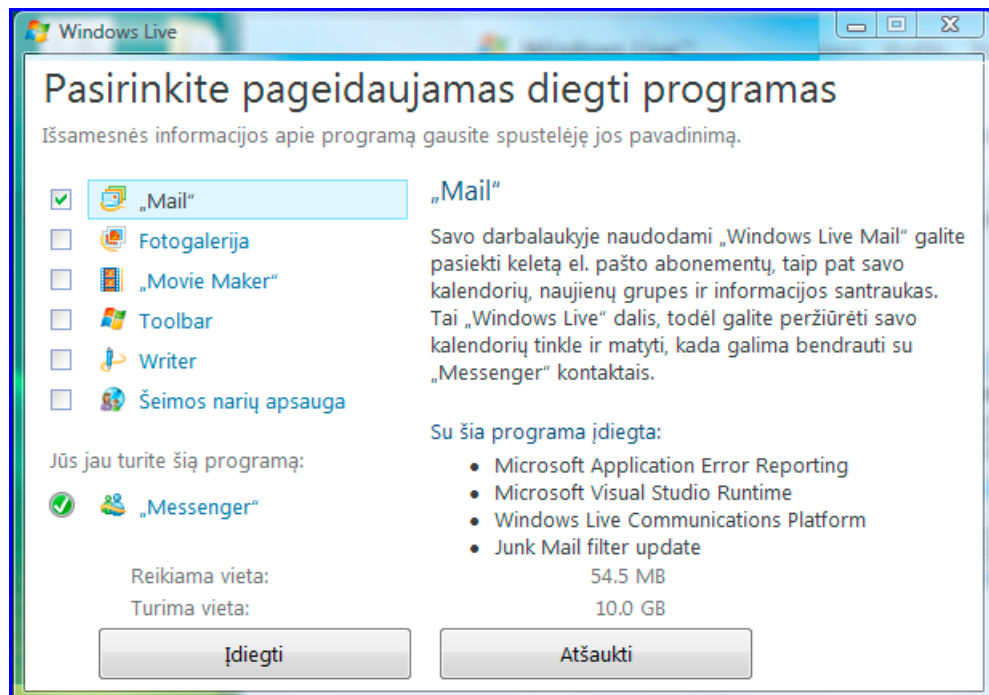 Windows Live
Pasirinkite pageidaujamas diegti programas
Išsamesnės informacijos apie programą gausite spustelėję jos pavadinimą.
„Mail“
Fotogalerija
„Movie Maker“
Toolbar
Writer
Šeimos narių apsauga
Jūs jau turite šią programą:
„Messenger“
„Mail“
Savo darbalaukyje naudodami „Windows Live Mail“ galite
pasiekti keletą el. pašto abonementų, taip pat savo
kalendorių, naujienų grupes ir informacijos santraukas.
Tai „Windows Live“ dalis, todėl galite peržiūrėti savo
kalendorių tinkle ir matyti, kada galima bendrauti su
„Messenger“ kontaktais.
Su šia programa įdiegta:
• Microsoft Application Error Reporting
• Microsoft Visual Studio Runtime
• Windows Live Communications Platform
• Junk Mail filter update
Reikiama vieta: 54.5 MB
Turima vieta: 10.0 GB
Įdiegti
Atšaukti